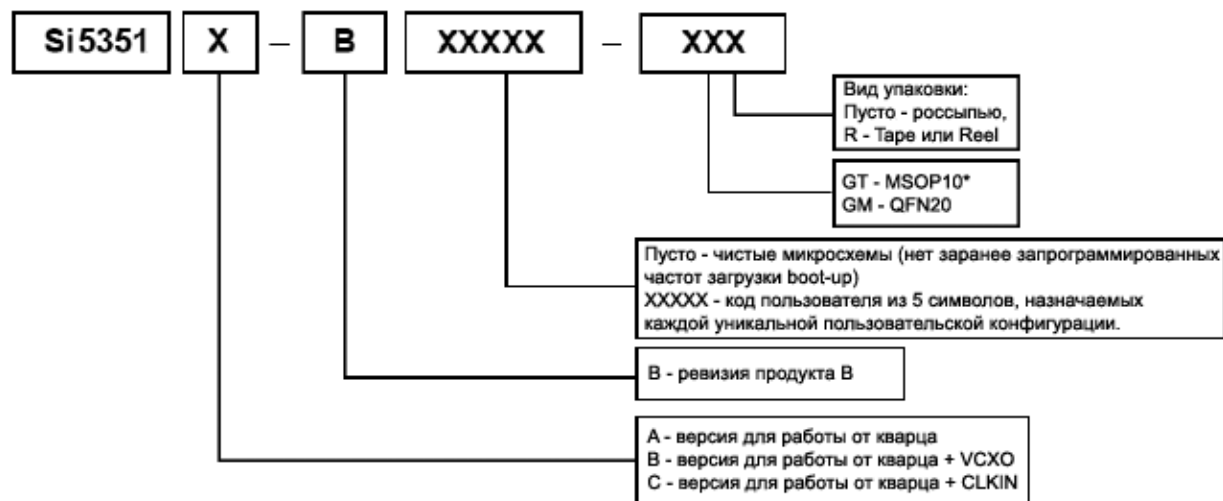 Si5351 X – B XXXXX – XXX
Вид упаковки:
Пусто - россыпью,
R - Tape или Reel
GT - MSOP10*
GM - QFN20
Пусто - чистые микросхемы (нет заранее запрограммированных
частот загрузки boot-up)
XXXXX - код пользователя из 5 символов, назначаемых
каждой уникальной пользовательской конфигурации.
B - ревизия продукта B
A - версия для работы от кварца
B - версия для работы от кварца + VCXO
C - версия для работы от кварца + CLKIN